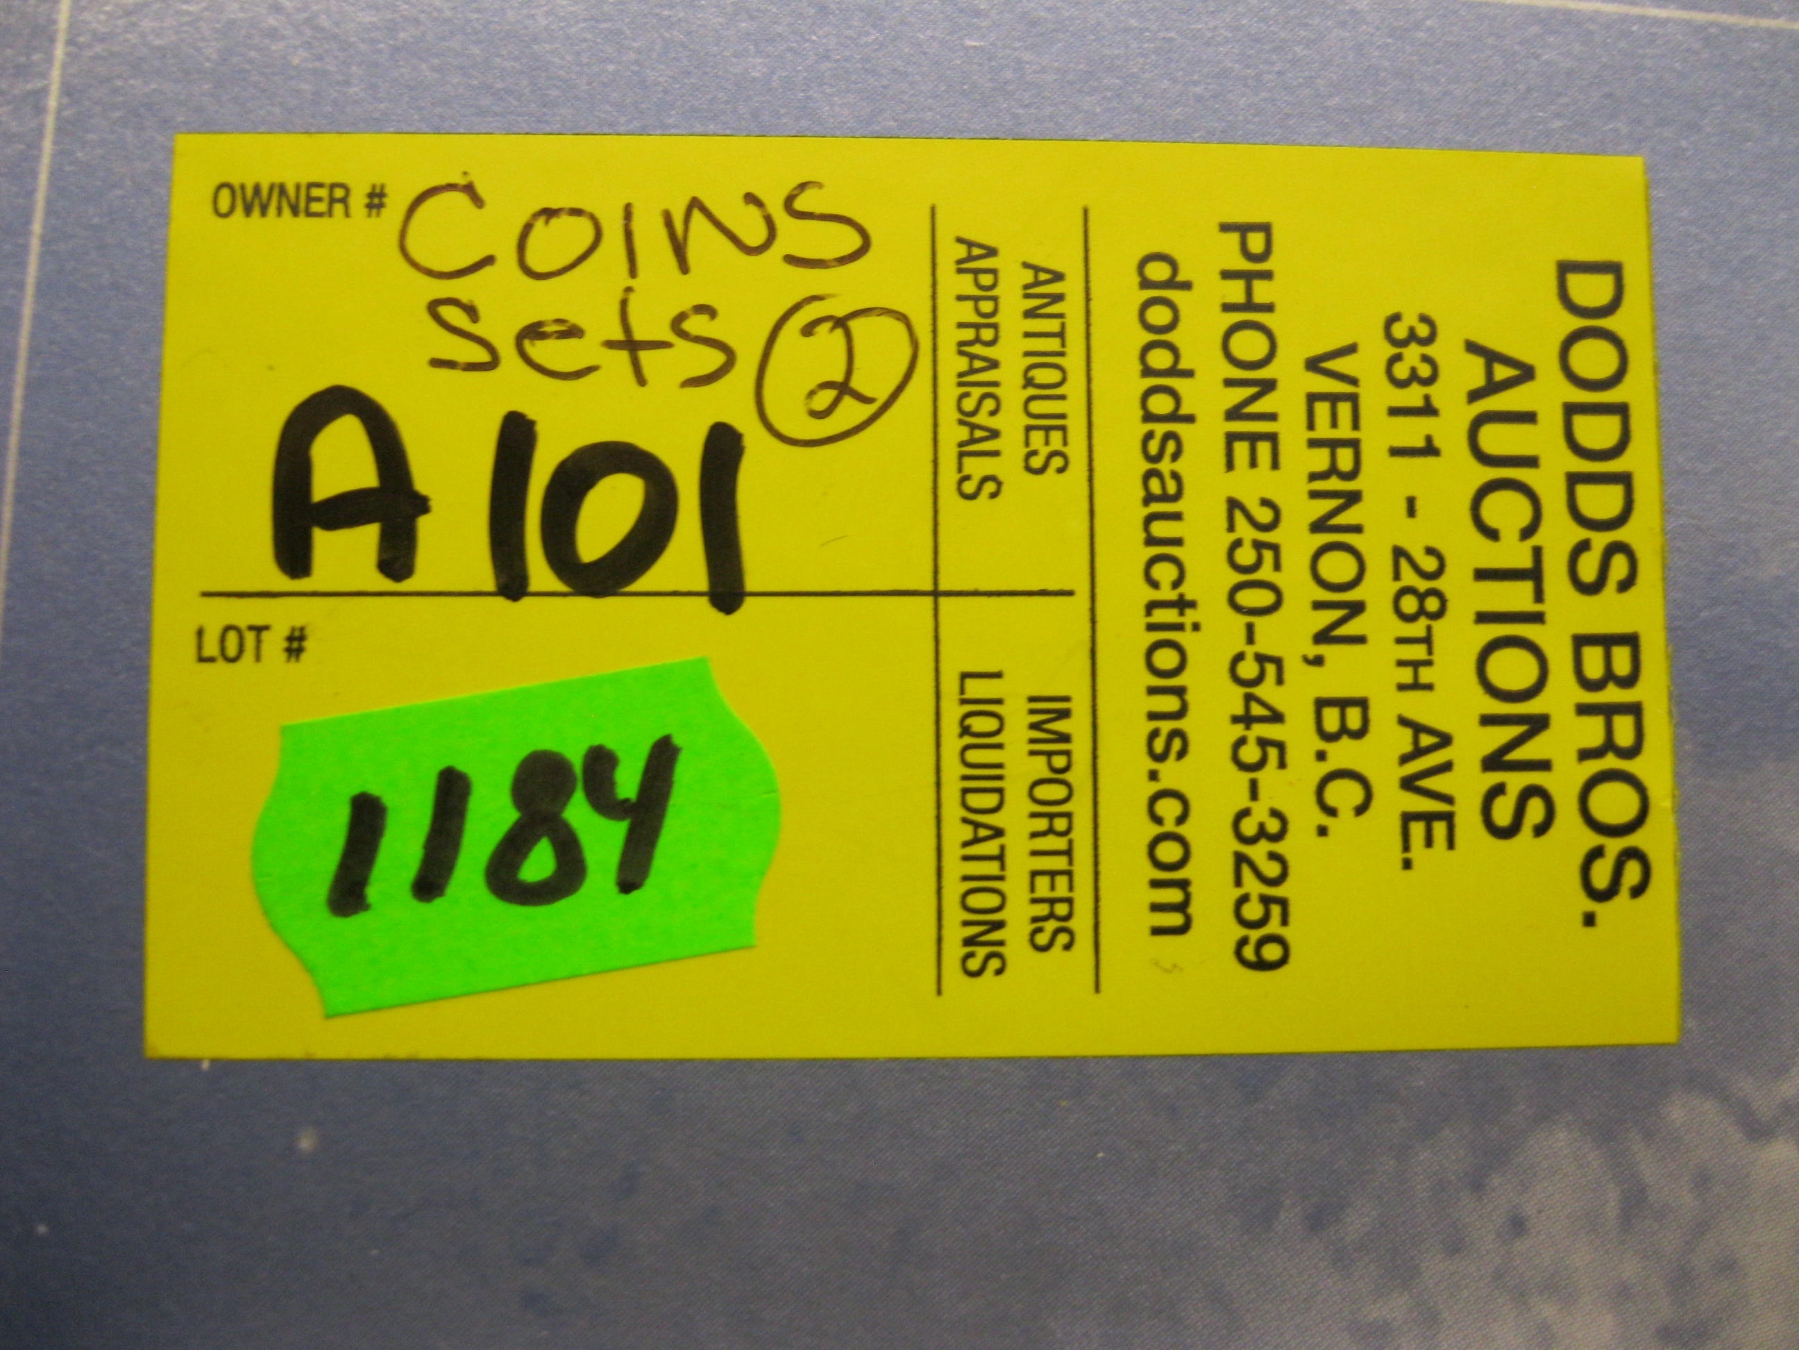 OWNER #
COINS
sets 2
A101
LOT #
1184
DODDS BROS.
AUCTIONS
3311 - 28TH AVE.
VERNON, B.C.
PHONE 250-545-3259
doddsauctions.com
ANTIQUES
APPRAISALS
IMPORTERS
LIQUIDATIONS